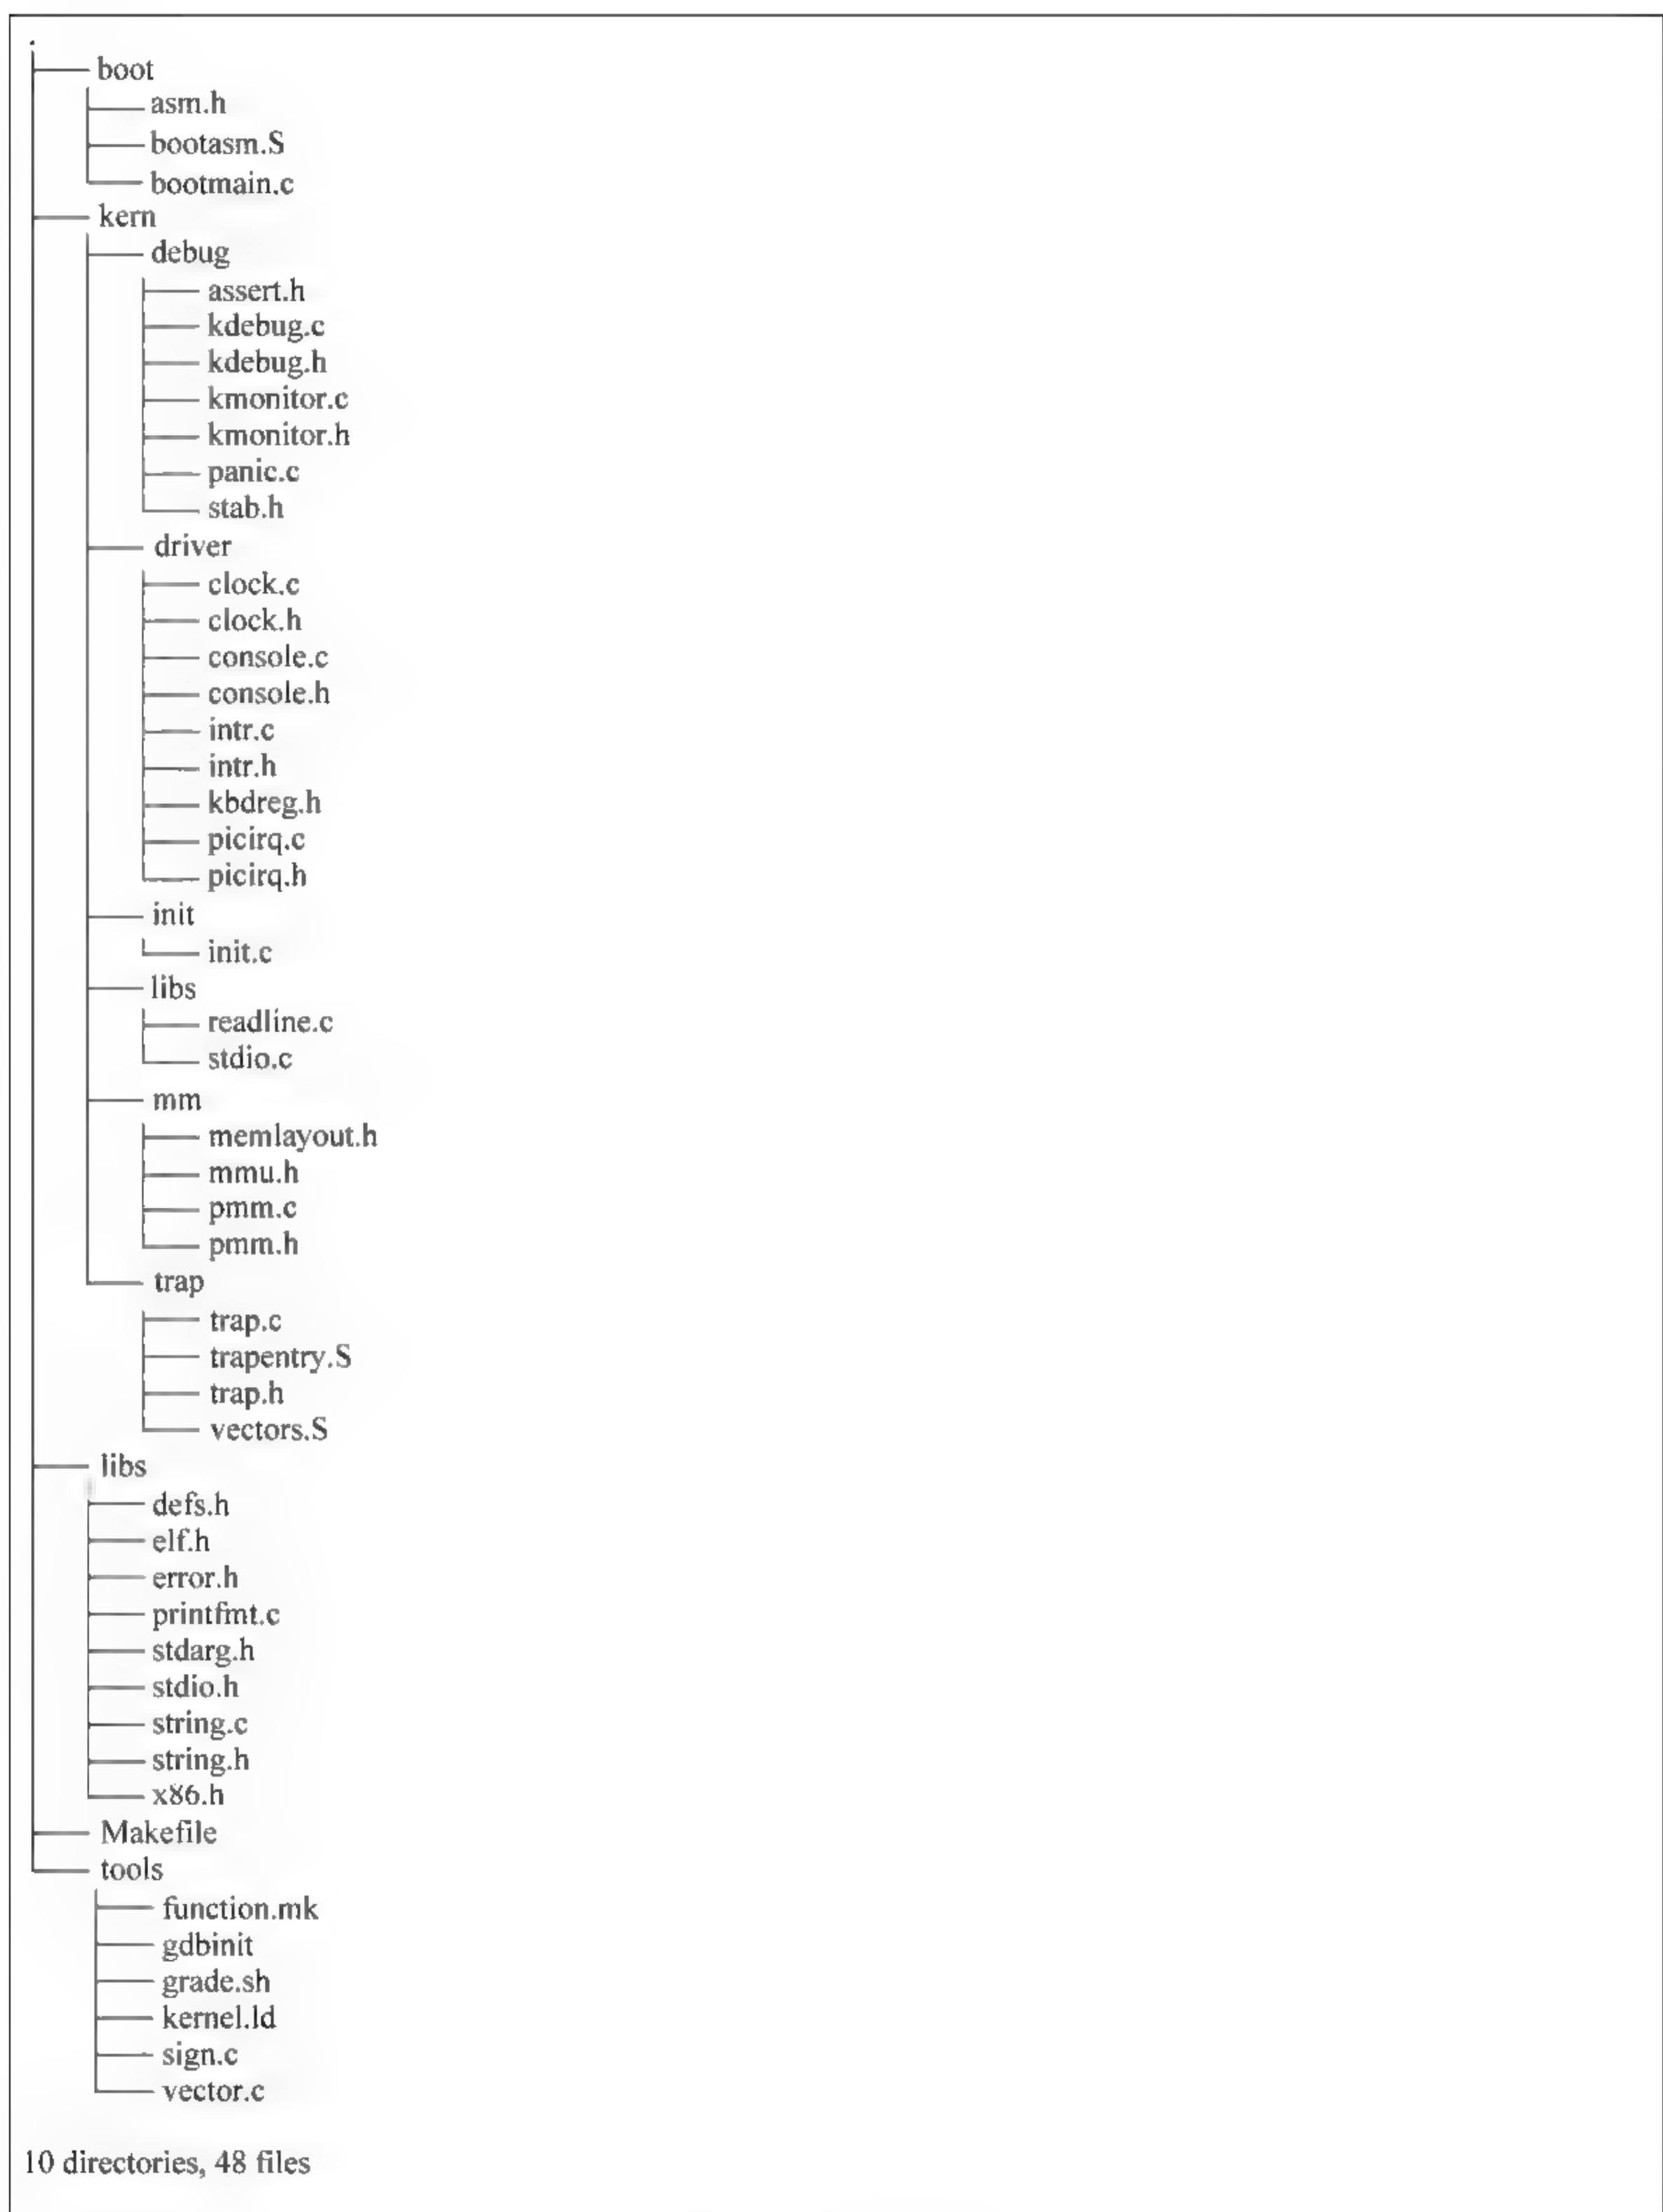 .
boot
asm.h
bootasm.S
bootmain.c
kern
debug
assert.h
kdebug.c
kdebug.h
kmonitor.c
kmonitor.h
panic.c
stab.h
driver
clock.c
clock.h
console.c
console.h
intr.c
intr.h
kbdreg.h
picirq.c
picirq.h
init
init.c
libs
readline.c
stdio.c
mm
memlayout.h
mmu.h
pmm.c
pmm.h
trap
trap.c
trapentry.S
trap.h
vectors.S
libs
defs.h
elf.h
error.h
printfmt.c
stdarg.h
stdio.h
string.c
string.h
x86.h
Makefile
tools
function.mk
gdbinit
grade.sh
kernel.ld
sign.c
vector.c
10 directories, 48 files